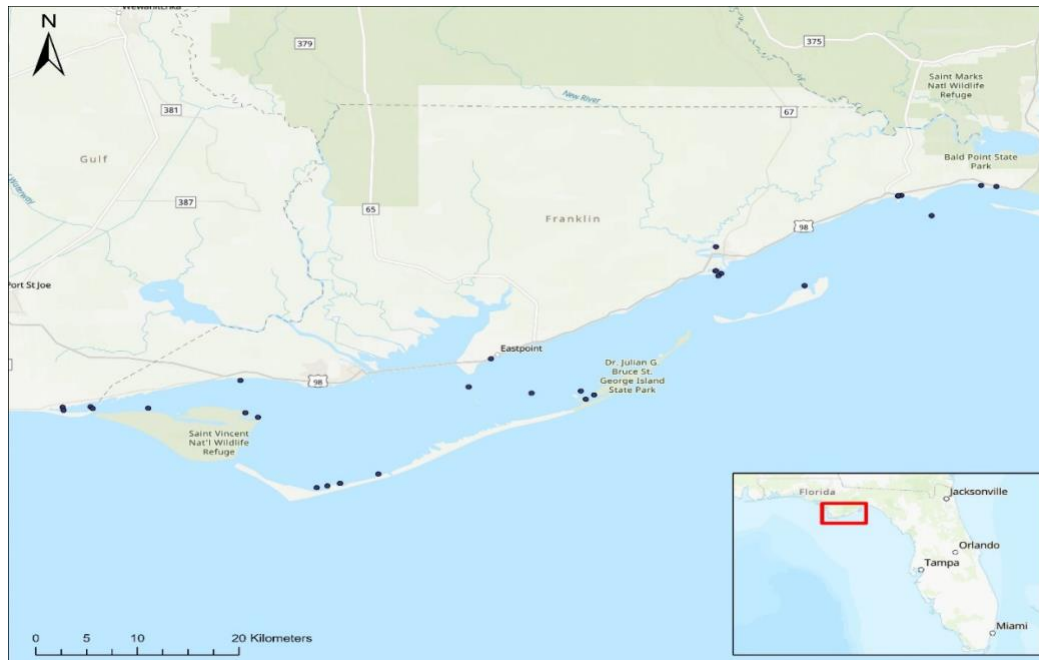 N
379
375
Saint Marks
Natl Wildlife
Refuge
New River
381
67
Gulf
Bald Point State
Park
Waterway
387
65
Franklin
98
Port St Joe
Eastpoint
Dr. Julian G.
Bruce St.
George Island
State Park
98
Saint Vincent
Nat'l Wildlife
Refuge
Florida
Jacksonville
Orlando
Tampa
Miami
0 5 10 20 Kilometers